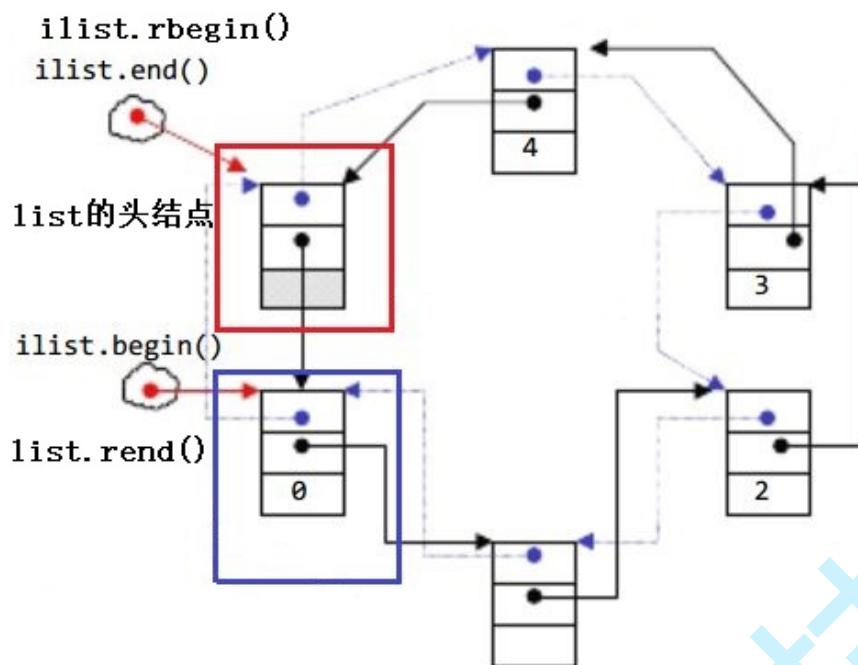 ilist.rbegin()
ilist.end()
4
list的头结点
3
ilist.begin()
list.rend()
0
2